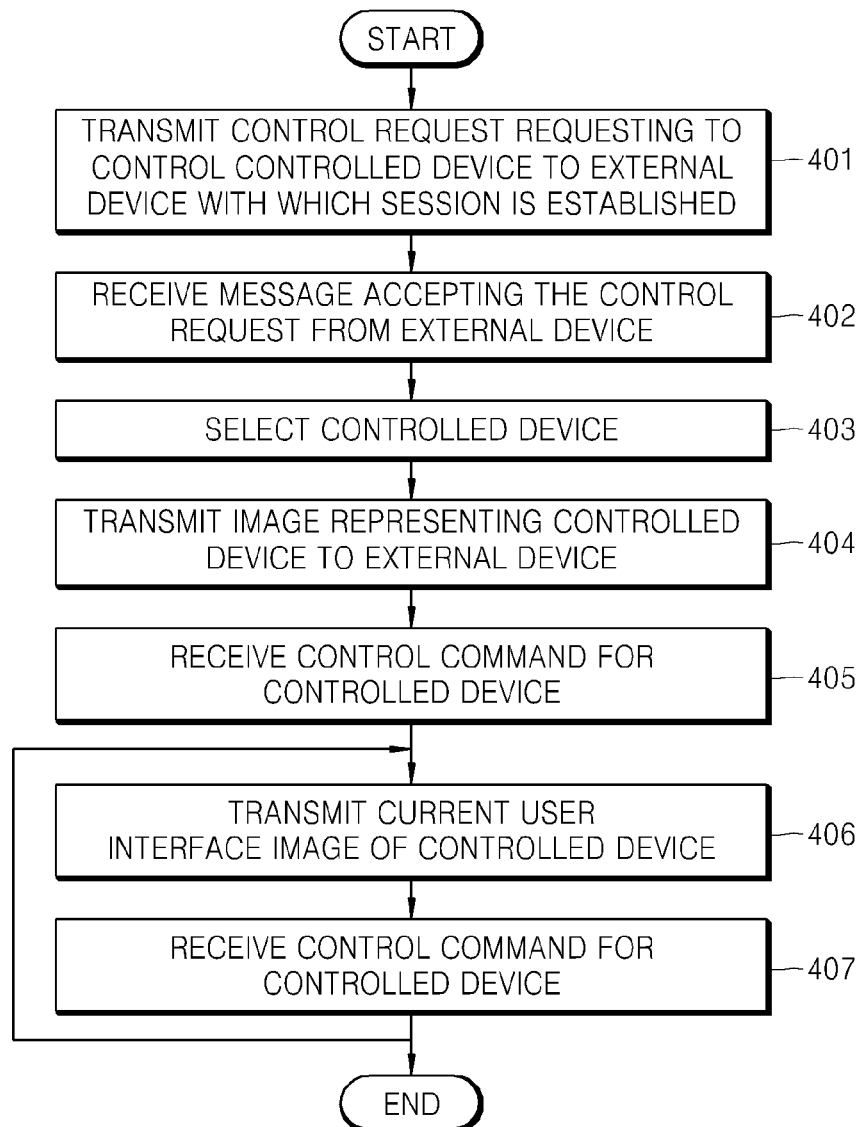 START
TRANSMIT CONTROL REQUEST REQUESTING TO
CONTROL CONTROLLED DEVICE TO EXTERNAL
DEVICE WITH WHICH SESSION IS ESTABLISHED
401
RECEIVE MESSAGE ACCEPTING THE CONTROL
REQUEST FROM EXTERNAL DEVICE
402
SELECT CONTROLLED DEVICE
403
TRANSMIT IMAGE REPRESENTING CONTROLLED
DEVICE TO EXTERNAL DEVICE
404
RECEIVE CONTROL COMMAND FOR
CONTROLLED DEVICE
405
TRANSMIT CURRENT USER
INTERFACE IMAGE OF CONTROLLED DEVICE
406
RECEIVE CONTROL COMMAND FOR
CONTROLLED DEVICE
407
END